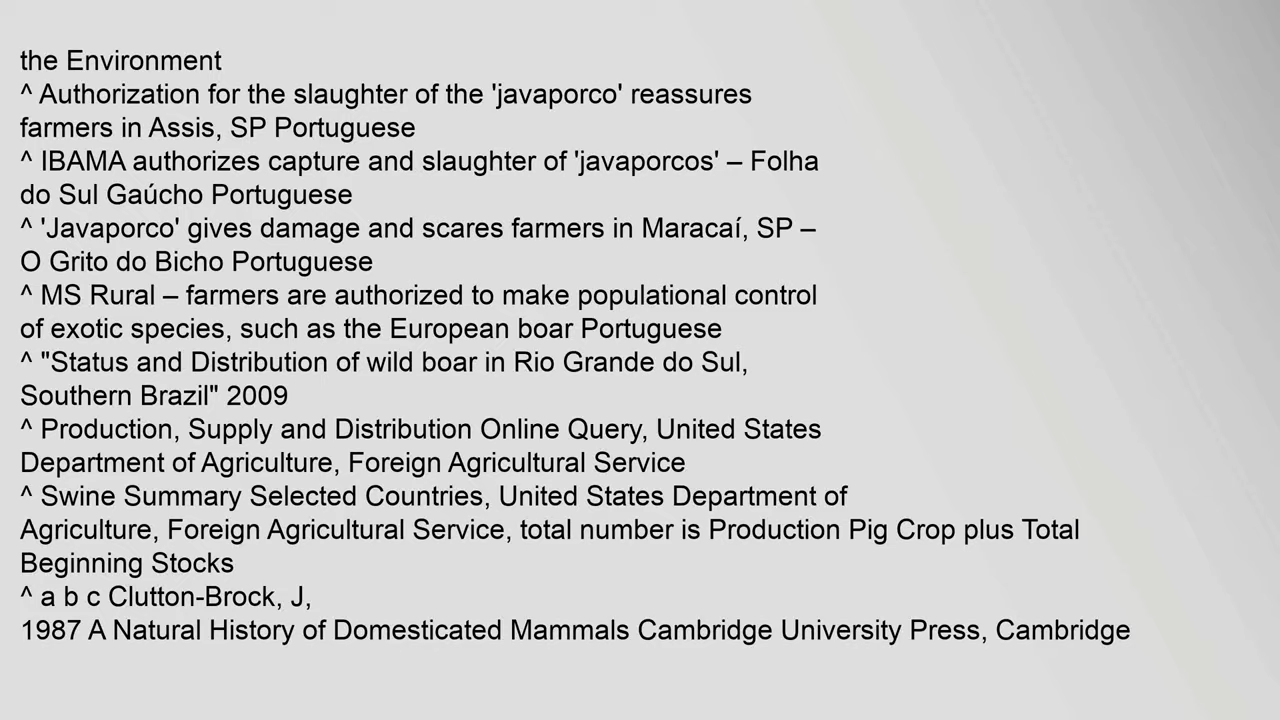 the Environment
^ Authorization for the slaughter of the 'javaporco' reassures
farmers in Assis, SP Portuguese
^ IBAMA authorizes capture and slaughter of 'javaporcos' – Folha
do Sul Gaúcho Portuguese
^ 'Javaporco' gives damage and scares farmers in Maracaí, SP –
O Grito do Bicho Portuguese
^ MS Rural – farmers are authorized to make populational control
of exotic species, such as the European boar Portuguese
^ "Status and Distribution of wild boar in Rio Grande do Sul,
Southern Brazil" 2009
^ Production, Supply and Distribution Online Query, United States
Department of Agriculture, Foreign Agricultural Service
^ Swine Summary Selected Countries, United States Department of
Agriculture, Foreign Agricultural Service, total number is Production Pig Crop plus Total
Beginning Stocks
^ a b c Clutton-Brock, J,
1987 A Natural History of Domesticated Mammals Cambridge University Press, Cambridge